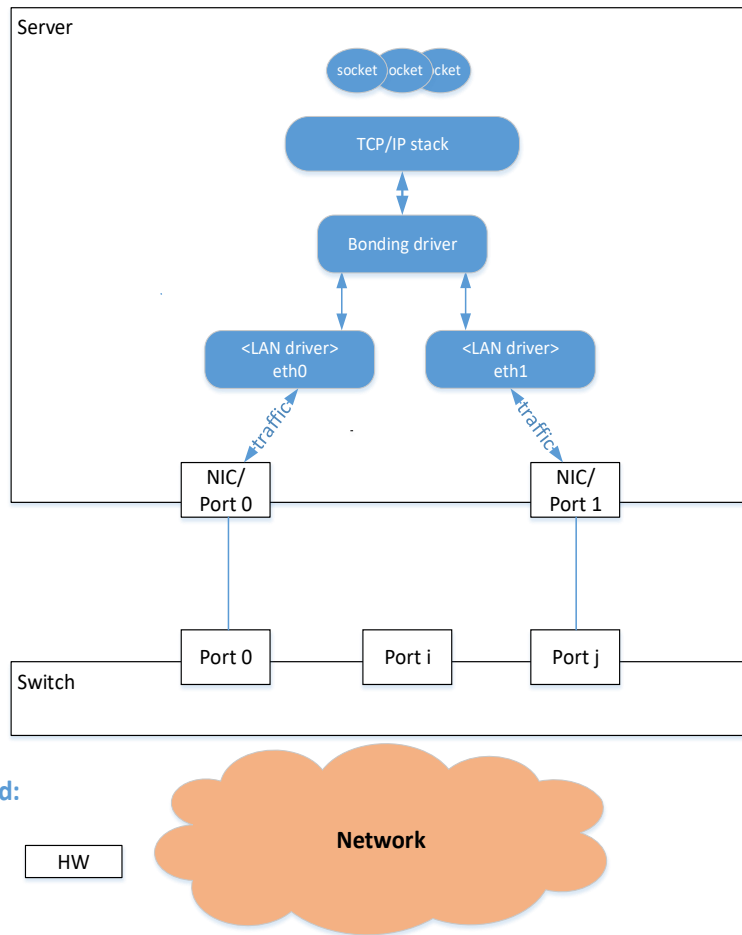 Server
socket ocket cket
TCP/IP stack
Bonding driver
<LAN driver>
eth0
<LAN driver>
eth1
traffic
traffic
NIC/
Port 0
NIC/
Port 1
Port 0
Port i
Port j
Switch
d:
HW
Network